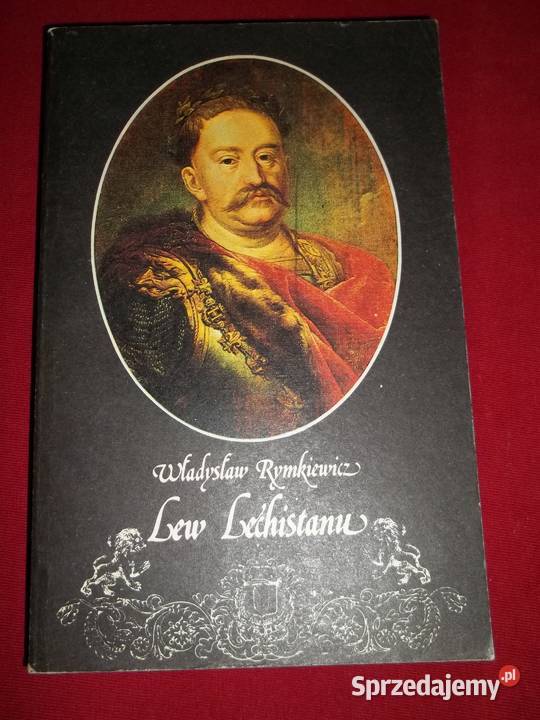 Władysław Rymkiewicz
Lew Lechistanu
Sprzedajemy.pl